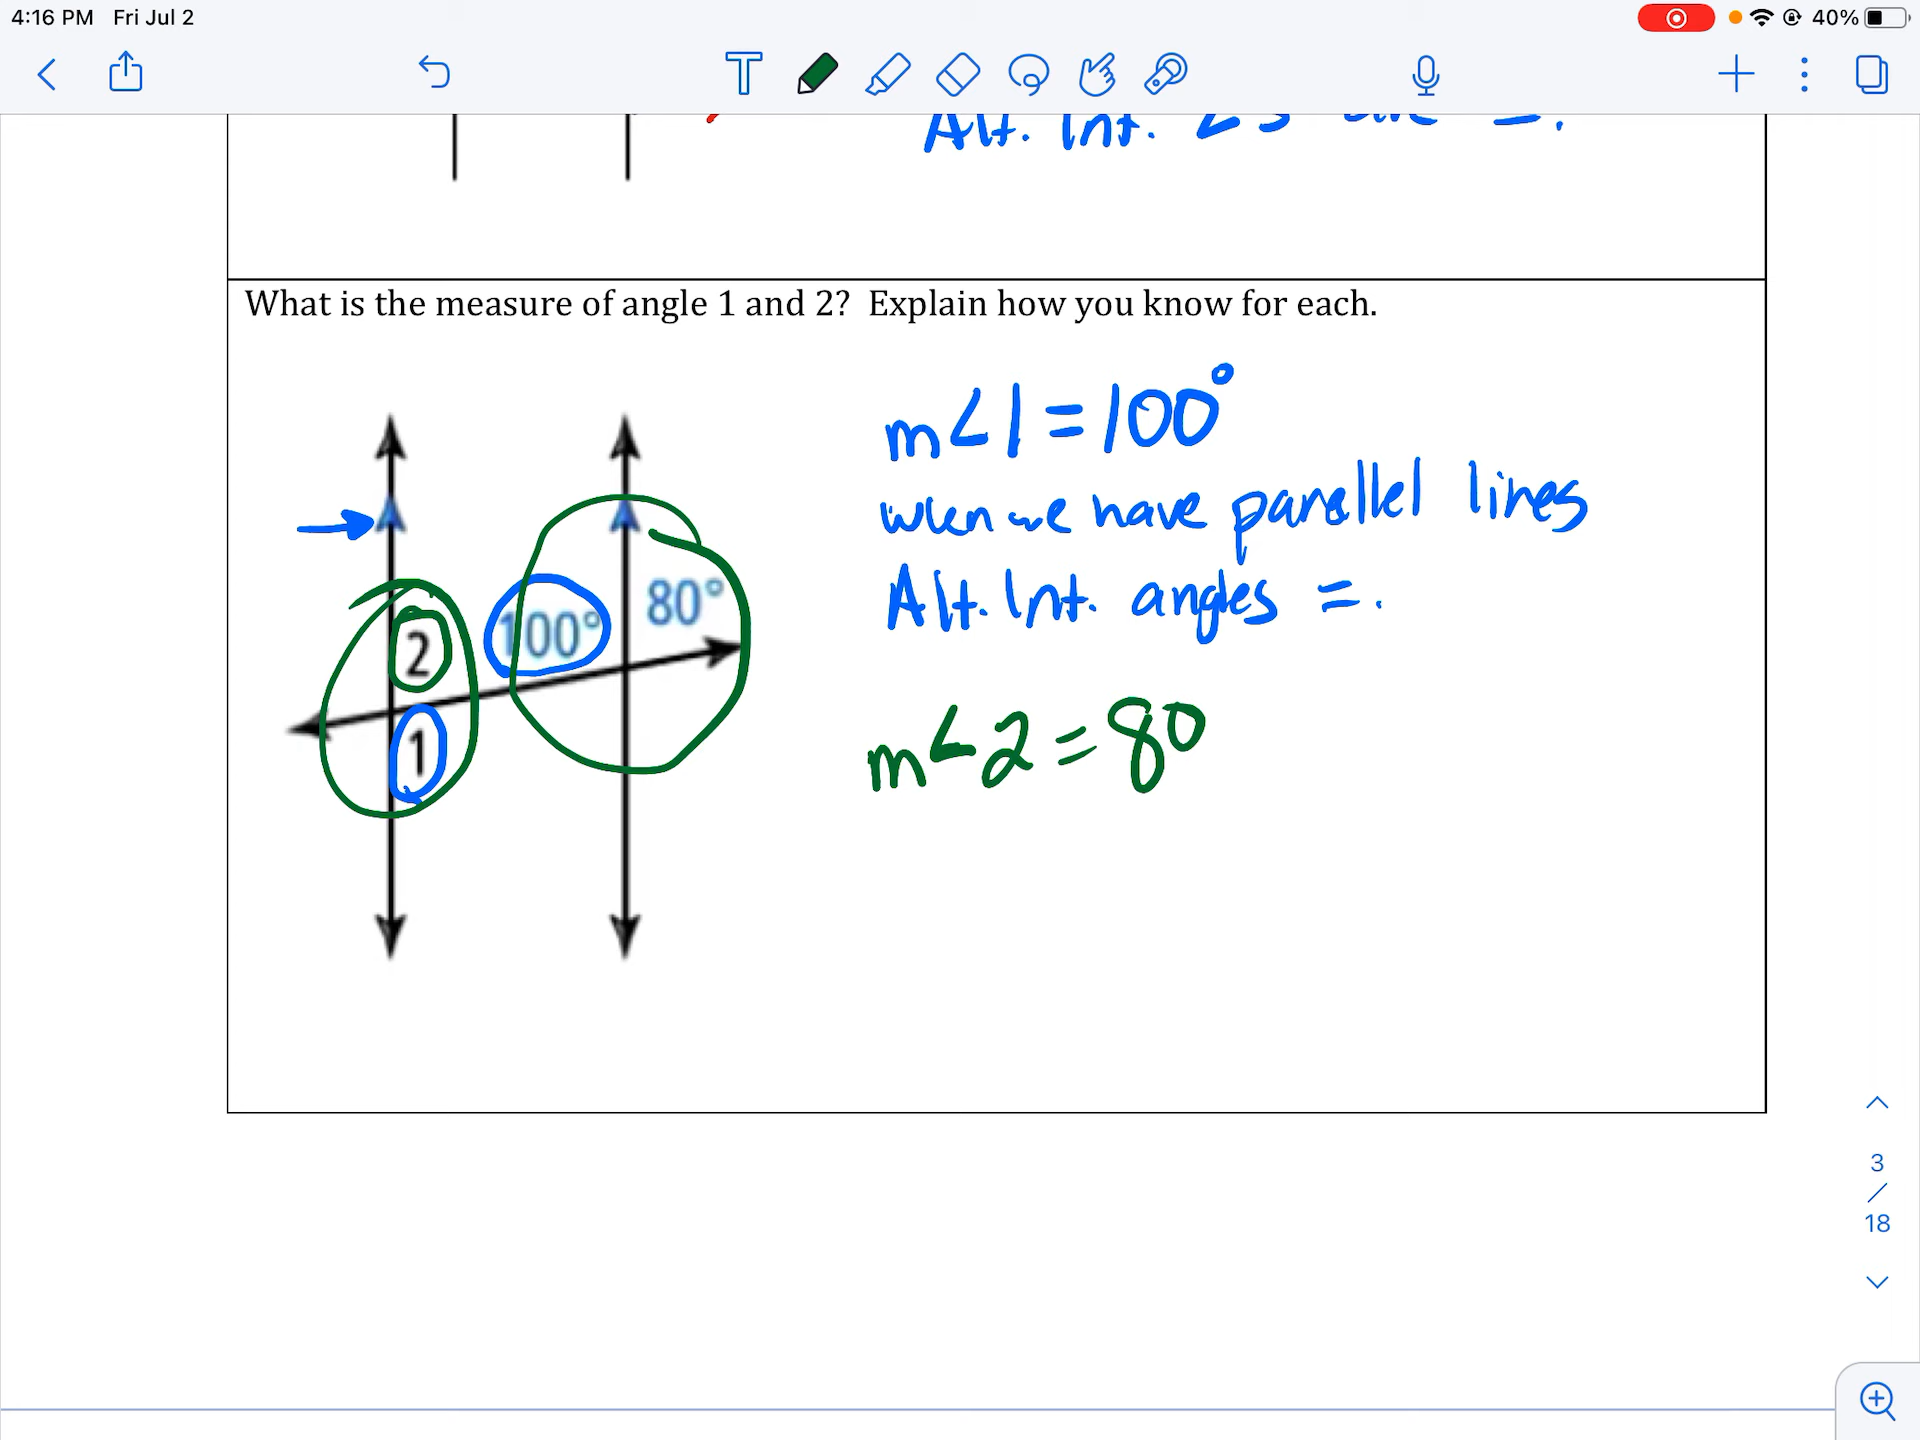 4:16 PM Fri Jul 2
40%
T
Alt. Int. ∠s are =.
What is the measure of angle 1 and 2? Explain how you know for each.
m∠1=100°
when we have parallel lines
80°
100°
Alt. Int. angles =.
2
m∠2=80
1
3
/
18